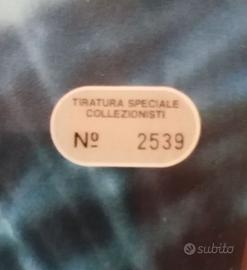 TIRATURA SPECIALE
COLLEZIONISTI
Nº 2539
subito